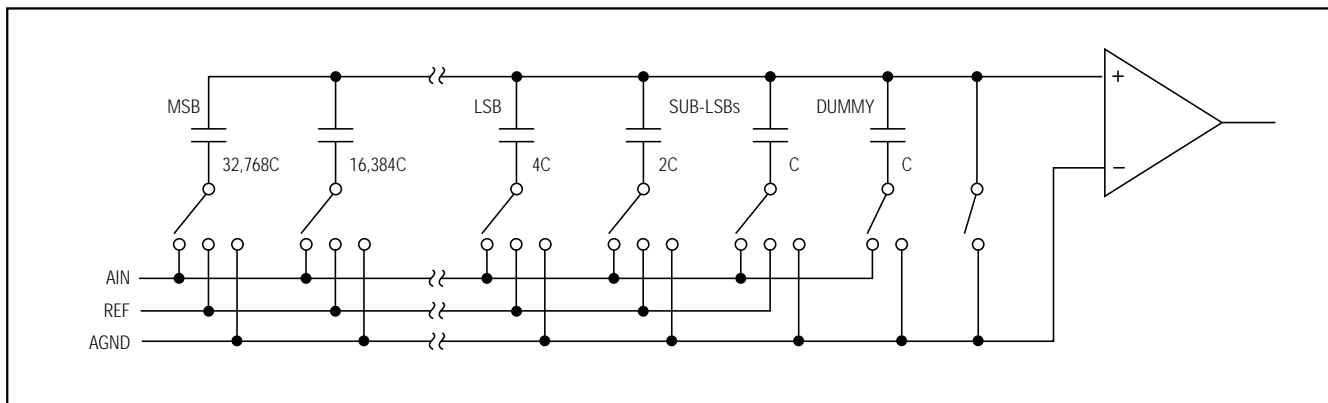 MSB
LSB
SUB-LSBs
DUMMY
32,768C
16,384C
4C
2C
C
C
+
−
AIN
REF
AGND